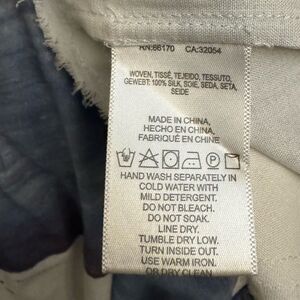 RN:66170 CA:32054
WOVEN, TISSÉ, TEJIDO, TESSUTO,
GEWEBT: 100% SILK, SOIE, SEDA, SETA,
SEIDE
MADE IN CHINA,
HECHO EN CHINA,
FABRIQUÉ EN CHINE
P
HAND WASH SEPARATELY IN
COLD WATER WITH
MILD DETERGENT.
DO NOT BLEACH.
DO NOT SOAK.
LINE DRY.
TUMBLE DRY LOW.
TURN INSIDE OUT.
USE WARM IRON.
OR DRY CLEAN